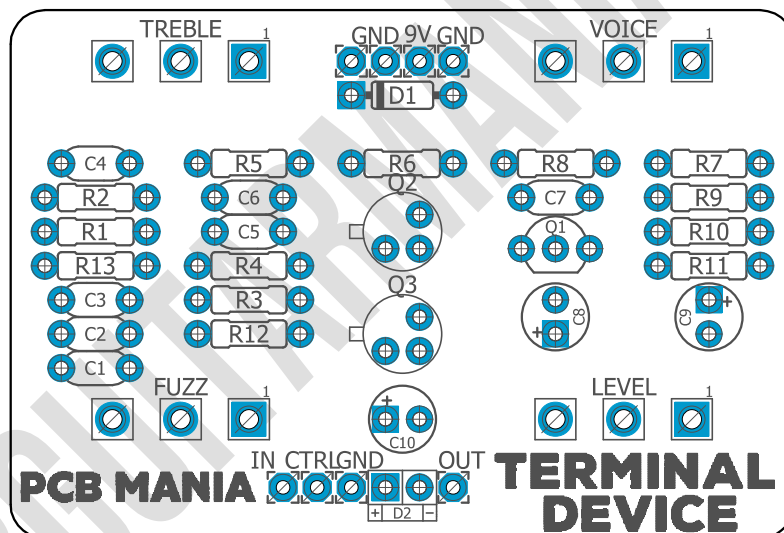 TREBLE 1
GND 9V GND
VOICE 1
D1
C4 R5 R6 R8 R7
R2 C6 Q2 C7 R9
R1 C5 Q1 R10
R13 R4 R11
C3 R3 Q3
C2 R12 + C8 C9 +
C1
FUZZ 1
+
C10
LEVEL 1
IN CTRL GND OUT
+ D2 -
PCB MANIA
TERMINAL
DEVICE